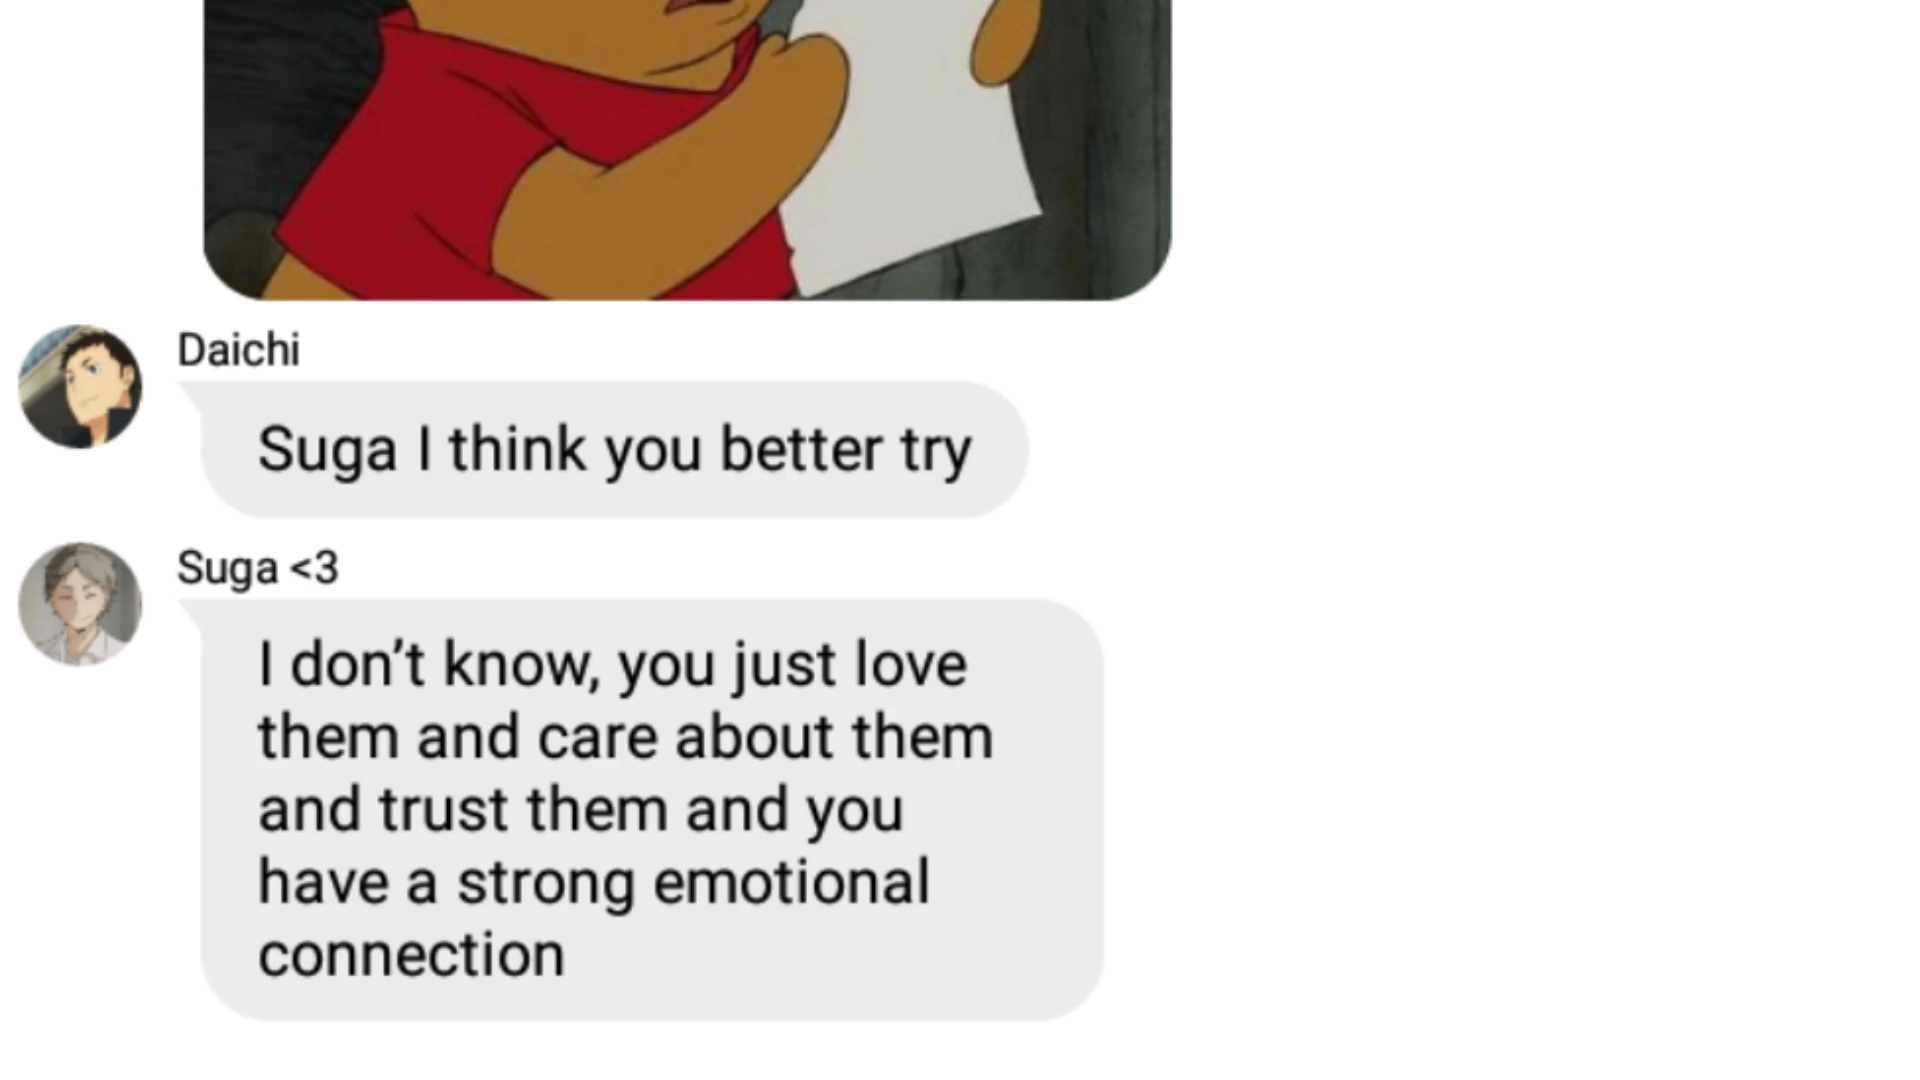 Daichi
Suga I think you better try
Suga <3
I don’t know, you just love
them and care about them
and trust them and you
have a strong emotional
connection